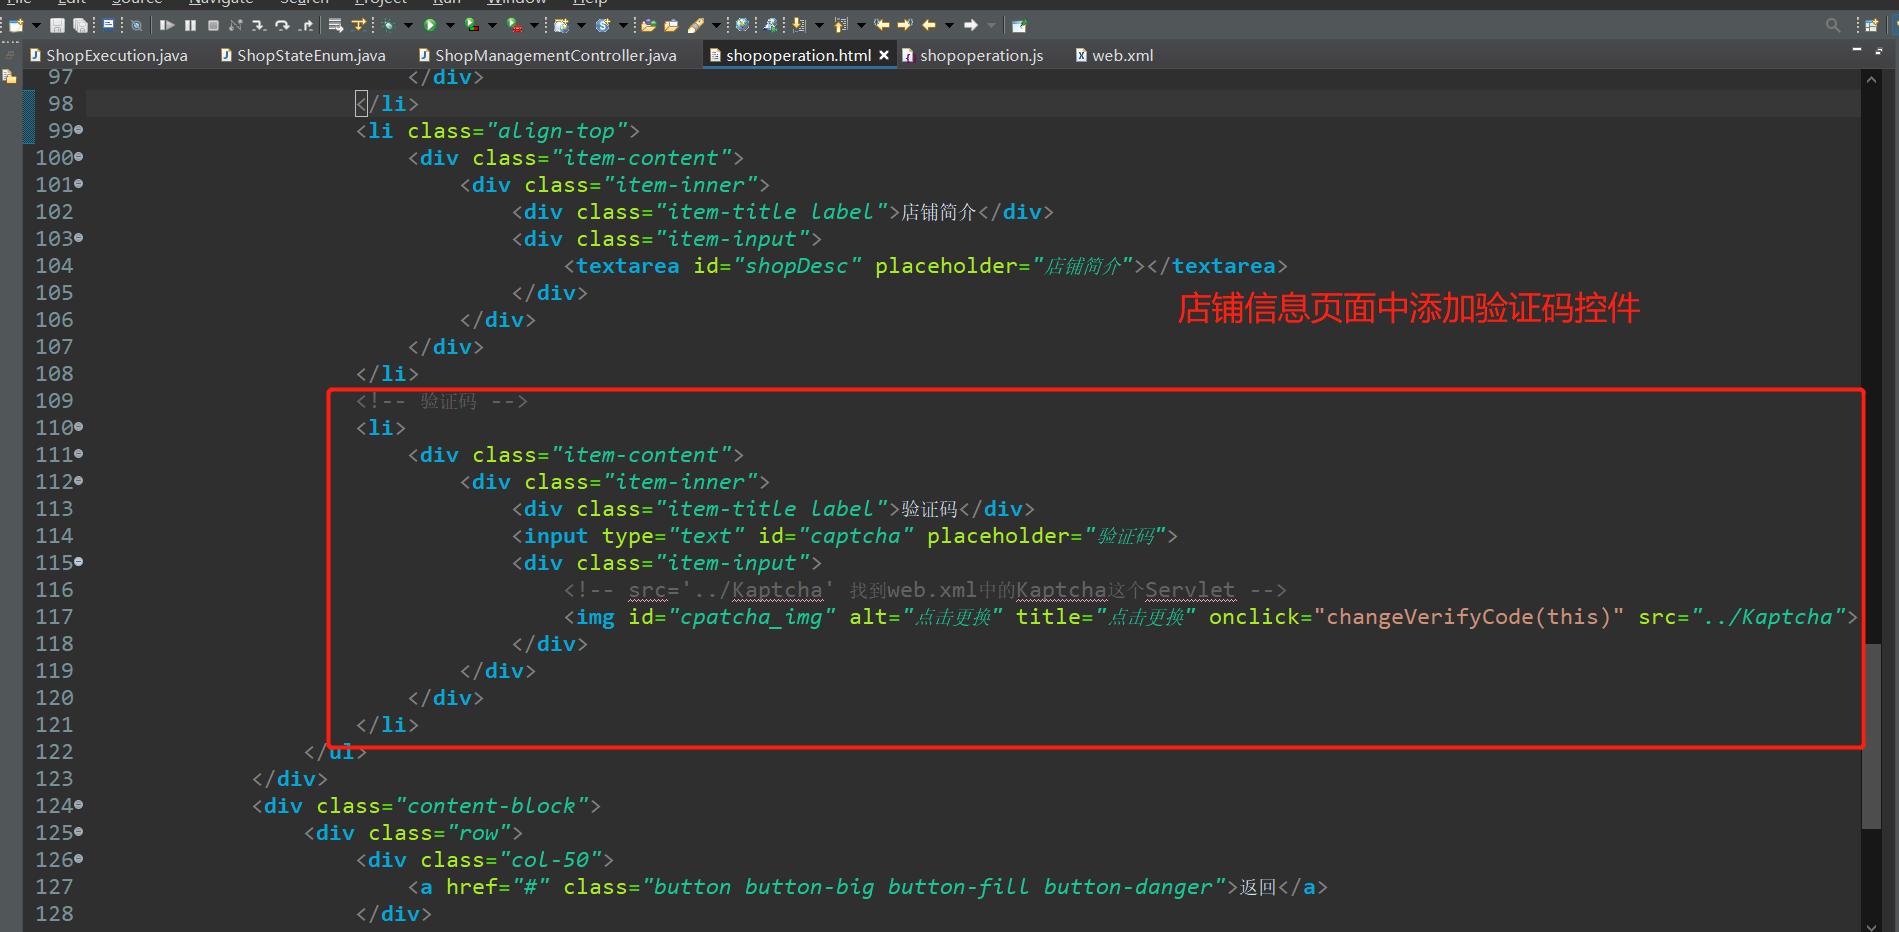 File Edit Source Navigate Search Project Run Window Help
ShopExecution.java ShopStateEnum.java ShopManagementController.java shopoperation.html shopoperation.js web.xml
97 </div>
98 </li>
99 <li class="align-top">
100 <div class="item-content">
101 <div class="item-inner">
102 <div class="item-title label">店铺简介</div>
103 <div class="item-input">
104 <textarea id="shopDesc" placeholder="店铺简介"></textarea>
105 </div>
店铺信息页面中添加验证码控件
106 </div>
107 </div>
108 </li>
109 <!-- 验证码 -->
110 <li>
111 <div class="item-content">
112 <div class="item-inner">
113 <div class="item-title label">验证码</div>
114 <input type="text" id="captcha" placeholder="验证码">
115 <div class="item-input">
116 <!-- src='../Kaptcha' 找到web.xml中的Kaptcha这个Servlet -->
117 <img id="cpatcha_img" alt="点击更换" title="点击更换" onclick="changeVerifyCode(this)" src="../Kaptcha">
118 </div>
119 </div>
120 </div>
121 </li>
122 </ul>
123 </div>
124 <div class="content-block">
125 <div class="row">
126 <div class="col-50">
127 <a href="#" class="button button-big button-fill button-danger">返回</a>
128 </div>